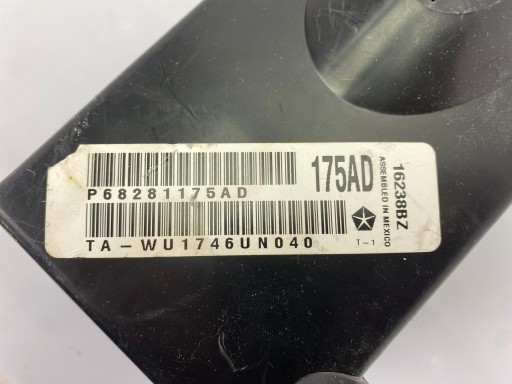 P68281175AD
175AD
TA-WU1746UN040
T-1
ASSEMBLED IN MEXICO
16238BZ